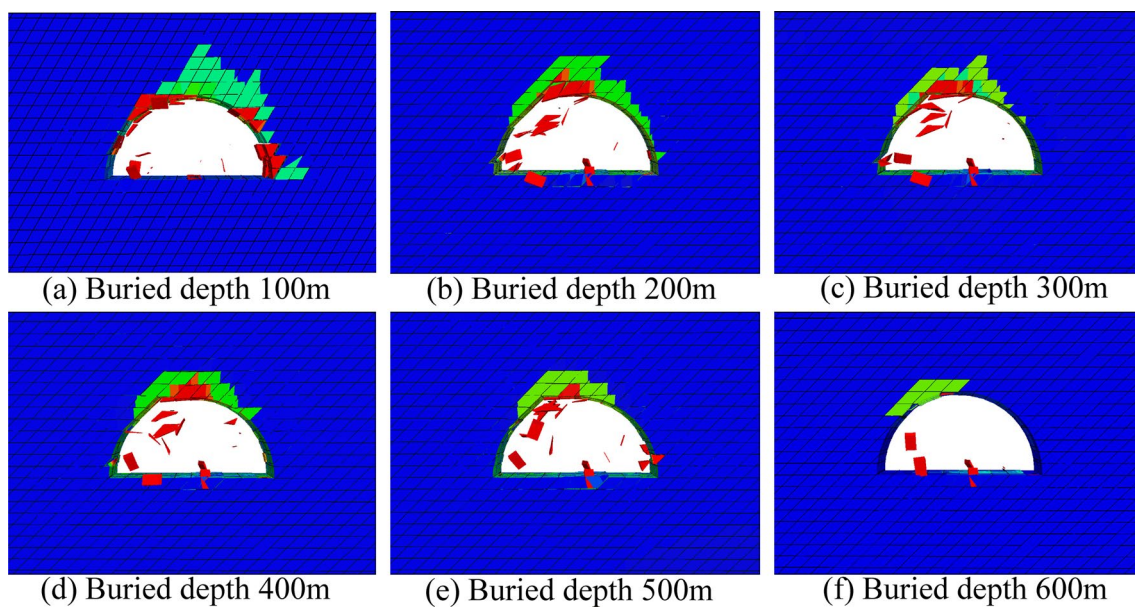 (a) Buried depth 100m
(b) Buried depth 200m
(c) Buried depth 300m
(d) Buried depth 400m
(e) Buried depth 500m
(f) Buried depth 600m